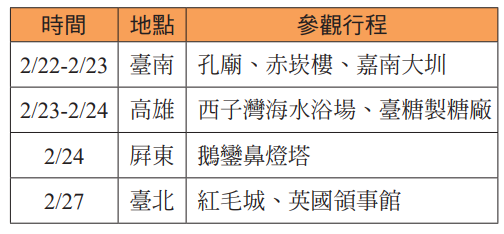 時間 地點 參觀行程
2/22-2/23 臺南 孔廟、赤崁樓、嘉南大圳
2/23-2/24 高雄 西子灣海水浴場、臺糖製糖廠
2/24 屏東 鵝鑾鼻燈塔
2/27 臺北 紅毛城、英國領事館